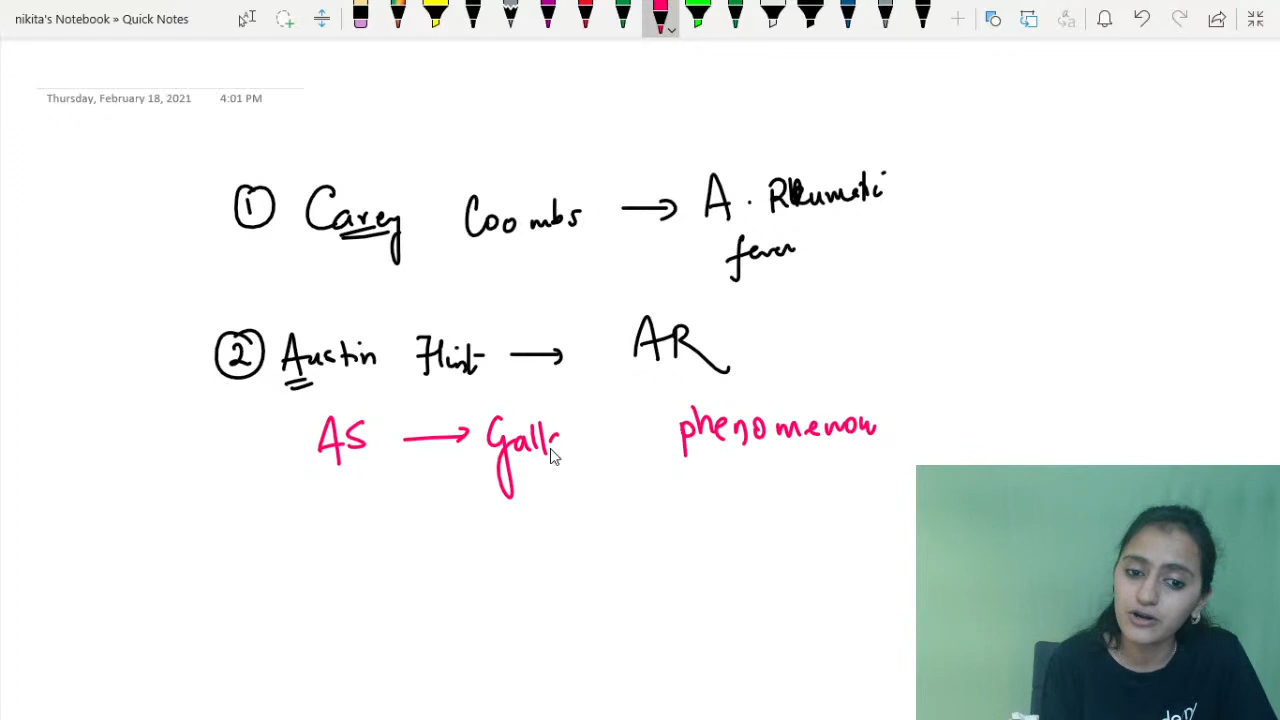 nikita's Notebook » Quick Notes
Thursday, February 18, 2021 4:01 PM
① Carey Coombs → A. Rheumatic
fever
② Austin Flint → AR
AS → Galla phenomenon